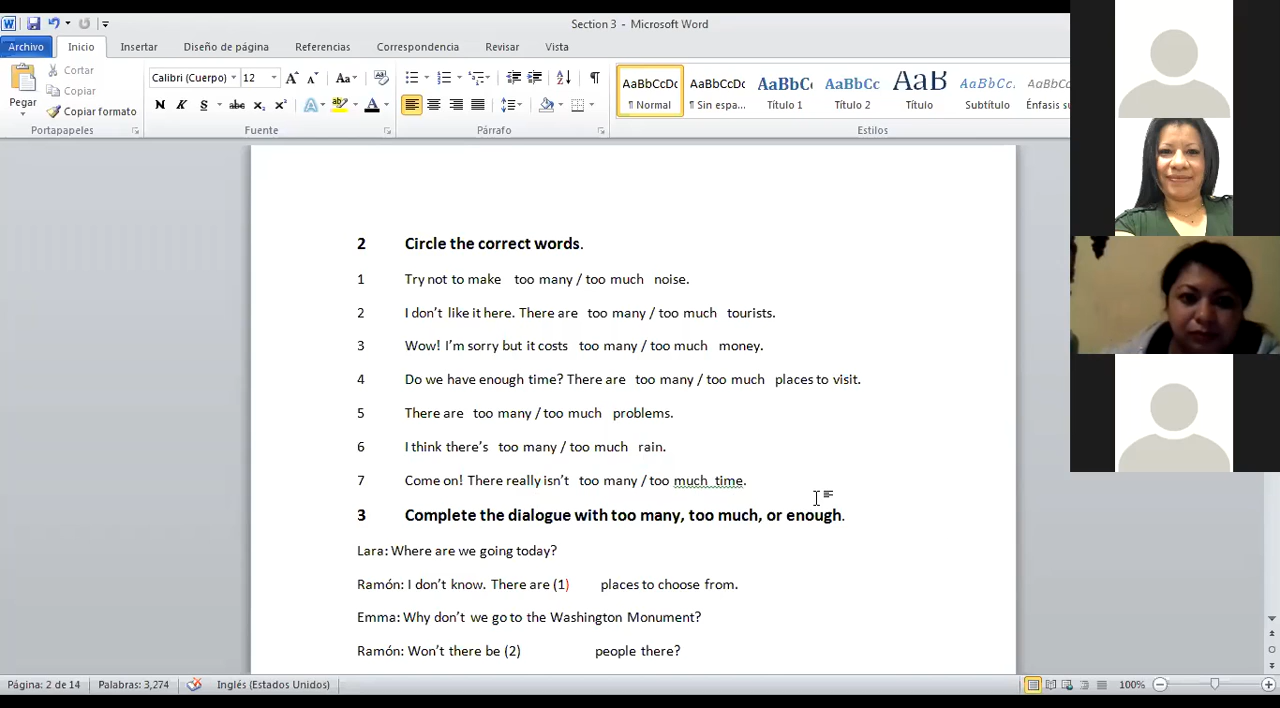 Section 3 - Microsoft Word
Archivo Inicio Insertar Diseño de página Referencias Correspondencia Revisar Vista
Pegar
Cortar
Copiar
Copiar formato
Portapapeles
Calibri (Cuerpo) 12
Fuente
Párrafo
AaBbCcDc AaBbCcDc AaBbC AaBbCc AaB AaBbCc. AaBbCcDc
¶ Normal ¶ Sin espa... Título 1 Título 2 Título Subtítulo Énfasis su
Estilos
2 Circle the correct words.
1 Try not to make too many / too much noise.
2 I don't like it here. There are too many / too much tourists.
3 Wow! I'm sorry but it costs too many / too much money.
4 Do we have enough time? There are too many / too much places to visit.
5 There are too many / too much problems.
6 I think there's too many / too much rain.
7 Come on! There really isn't too many / too much time.
3 Complete the dialogue with too many, too much, or enough.
Lara: Where are we going today?
Ramón: I don't know. There are (1) places to choose from.
Emma: Why don't we go to the Washington Monument?
Ramón: Won't there be (2) people there?
Página: 2 de 14 Palabras: 3,274 Inglés (Estados Unidos) 100%